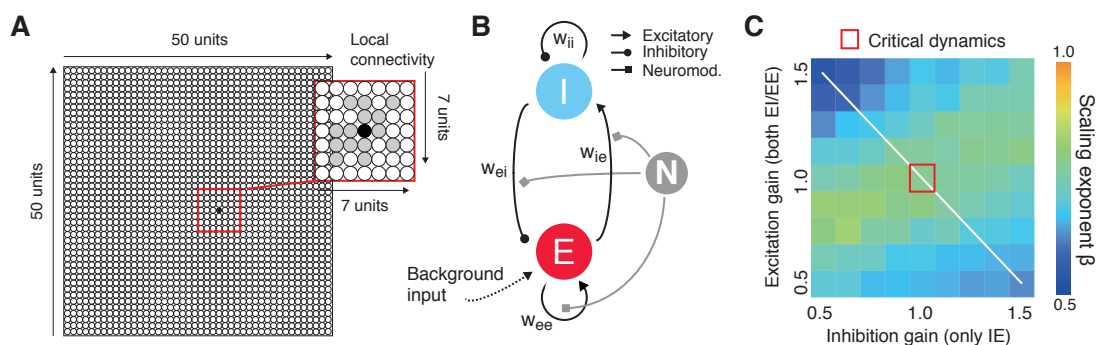 A
50 units
50 units
Local
connectivity
7 units
7 units
B
w_ii
Excitatory
Inhibitory
Neuromod.
I
w_ei
w_ie
N
E
Background
input
w_ee
C
Critical dynamics
Excitation gain (both EI/EE)
1.5
1.0
0.5
0.5
1.0
1.5
Inhibition gain (only IE)
1.0
0.5
Scaling exponent β